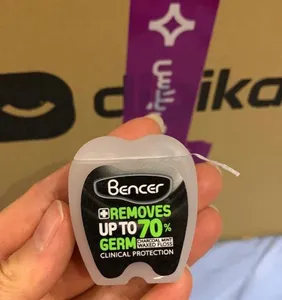 Bencer
REMOVES
UP TO 70%
GERM CHARCOAL MINT
WAXED FLOSS
CLINICAL PROTECTION